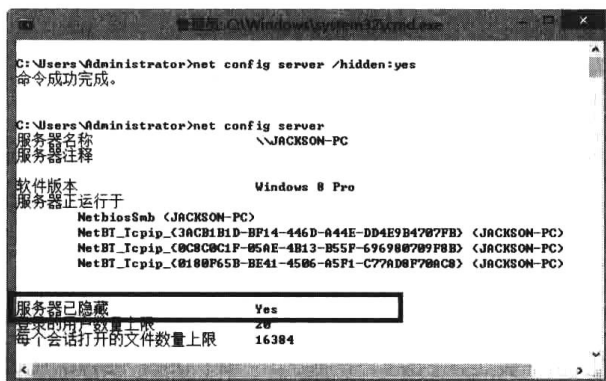 管理员: C:\Windows\system32\cmd.exe
C:\Users\Administrator>net config server /hidden:yes
命令成功完成。
C:\Users\Administrator>net config server
服务器名称 \\JACKSON-PC
服务器注释
软件版本 Windows 8 Pro
服务器正运行于
NetbiosSmb (JACKSON-PC)
NetBT_Tcpip_{3ACB1B1D-BF14-446D-A44E-DD4E9B4707FB} (JACKSON-PC)
NetBT_Tcpip_{0C8C0C1F-05AE-4B13-B55F-696980709F8B} (JACKSON-PC)
NetBT_Tcpip_{0180F65B-BE41-4506-A5F1-C77AD8F70AC8} (JACKSON-PC)
服务器已隐藏 Yes
登录的用户数量上限 20
每个会话打开的文件数量上限 16384